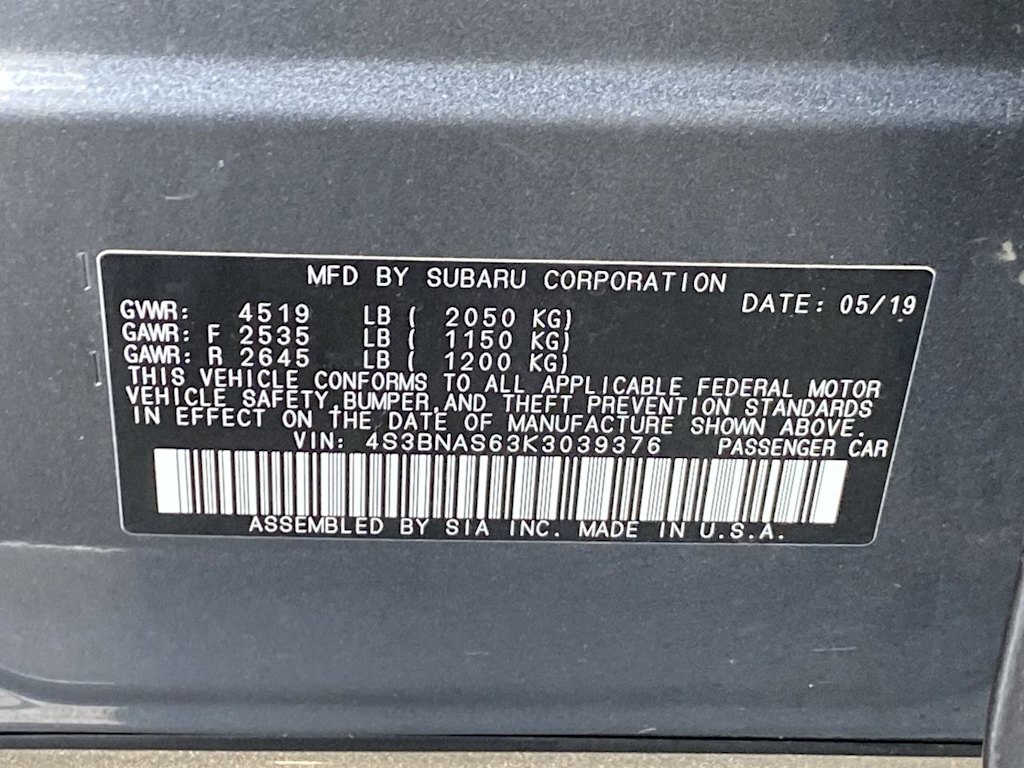 MFD BY SUBARU CORPORATION
DATE: 05/19
GVWR: 4519 LB ( 2050 KG)
GAWR: F 2535 LB ( 1150 KG)
GAWR: R 2645 LB ( 1200 KG)
THIS VEHICLE CONFORMS TO ALL APPLICABLE FEDERAL MOTOR
VEHICLE SAFETY,BUMPER,AND THEFT PREVENTION STANDARDS
IN EFFECT ON THE DATE OF MANUFACTURE SHOWN ABOVE.
VIN: 4S3BNAS63K3039376 PASSENGER CAR
ASSEMBLED BY SIA INC. MADE IN U.S.A.